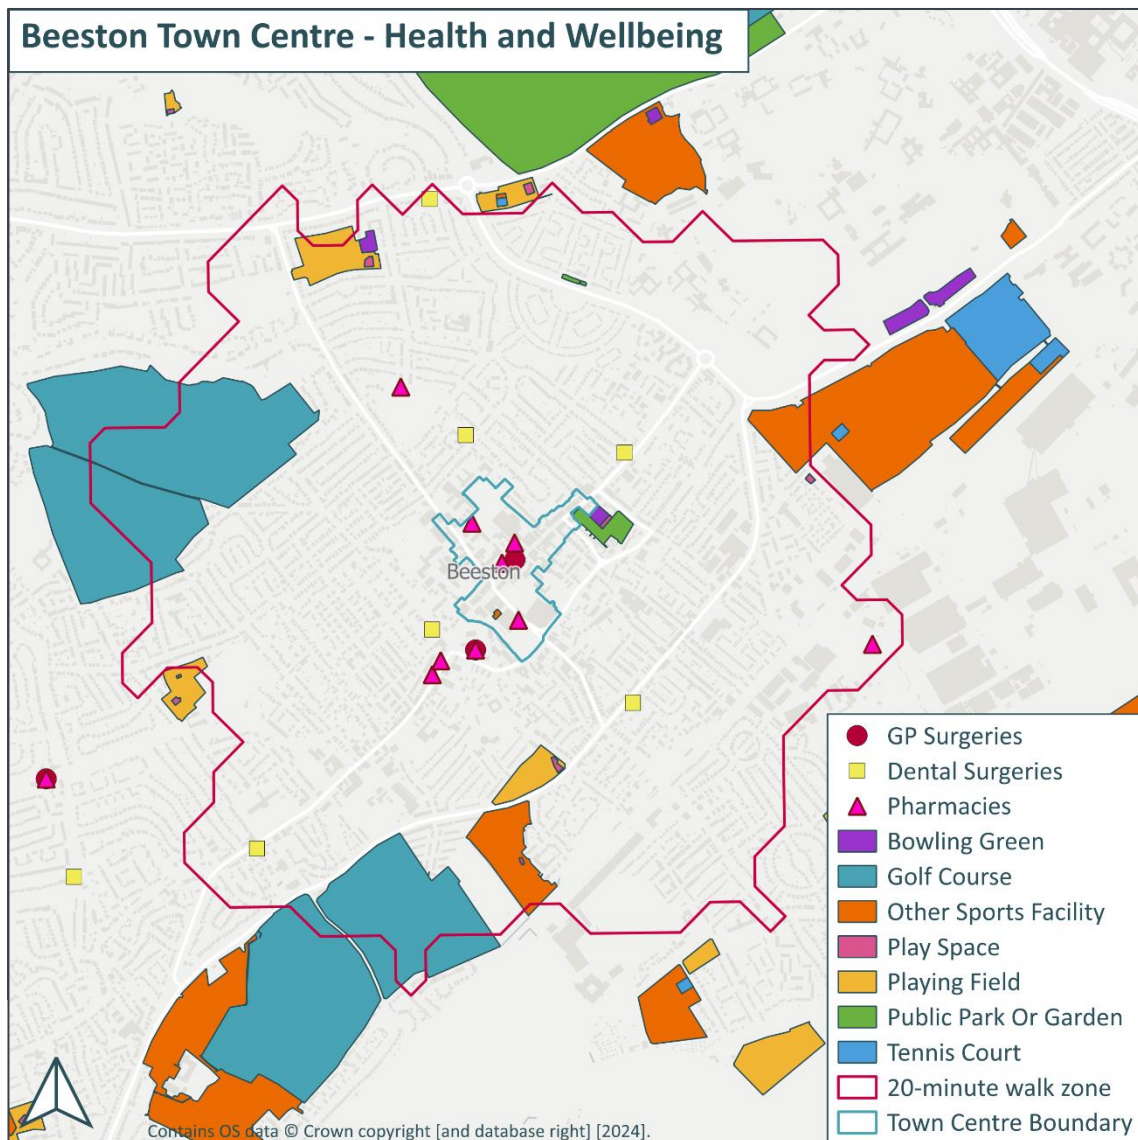 Beeston Town Centre - Health and Wellbeing
Beeston
GP Surgeries
Dental Surgeries
Pharmacies
Bowling Green
Golf Course
Other Sports Facility
Play Space
Playing Field
Public Park Or Garden
Tennis Court
20-minute walk zone
Town Centre Boundary
Contains OS data © Crown copyright [and database right] [2024].